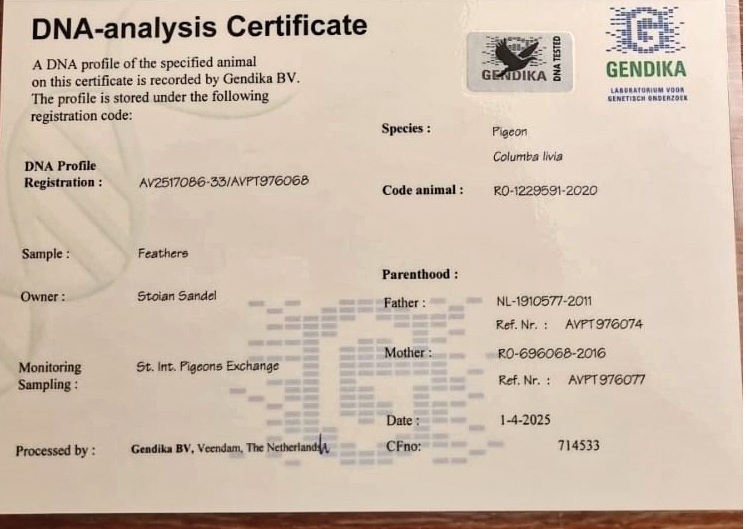 DNA-analysis Certificate
A DNA profile of the specified animal
on this certificate is recorded by Gendika BV.
The profile is stored under the following
registration code:
GENDIKA
DNA TESTED
GENDIKA
LABORATORIUM VOOR
GENETISCH ONDERZOEK
Species : Pigeon
Columba livia
DNA Profile
Registration : AV2517086-33/AVPT976068
Code animal : RO-1229591-2020
Sample : Feathers
Parenthood :
Owner : Stoian Sandel
Father : NL-1910577-2011
Ref. Nr. : AVPT976074
Mother : RO-696068-2016
Ref. Nr. : AVPT976077
Monitoring
Sampling : St. Int. Pigeons Exchange
Date : 1-4-2025
Processed by : Gendika BV, Veendam, The Netherlands
CFno: 714533